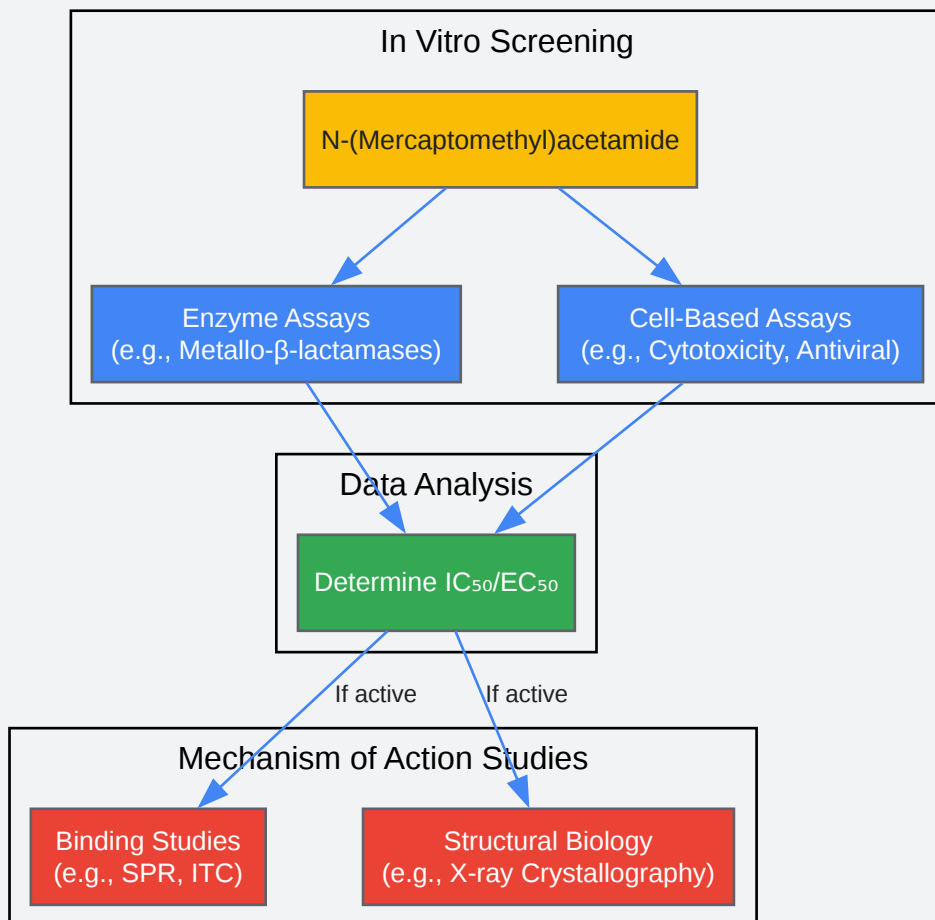 In Vitro Screening
N-(Mercaptomethyl)acetamide
Enzyme Assays
(e.g., Metallo-β-lactamases)
Cell-Based Assays
(e.g., Cytotoxicity, Antiviral)
Data Analysis
Determine IC₅₀/EC₅₀
If active
If active
Mechanism of Action Studies
Binding Studies
(e.g., SPR, ITC)
Structural Biology
(e.g., X-ray Crystallography)